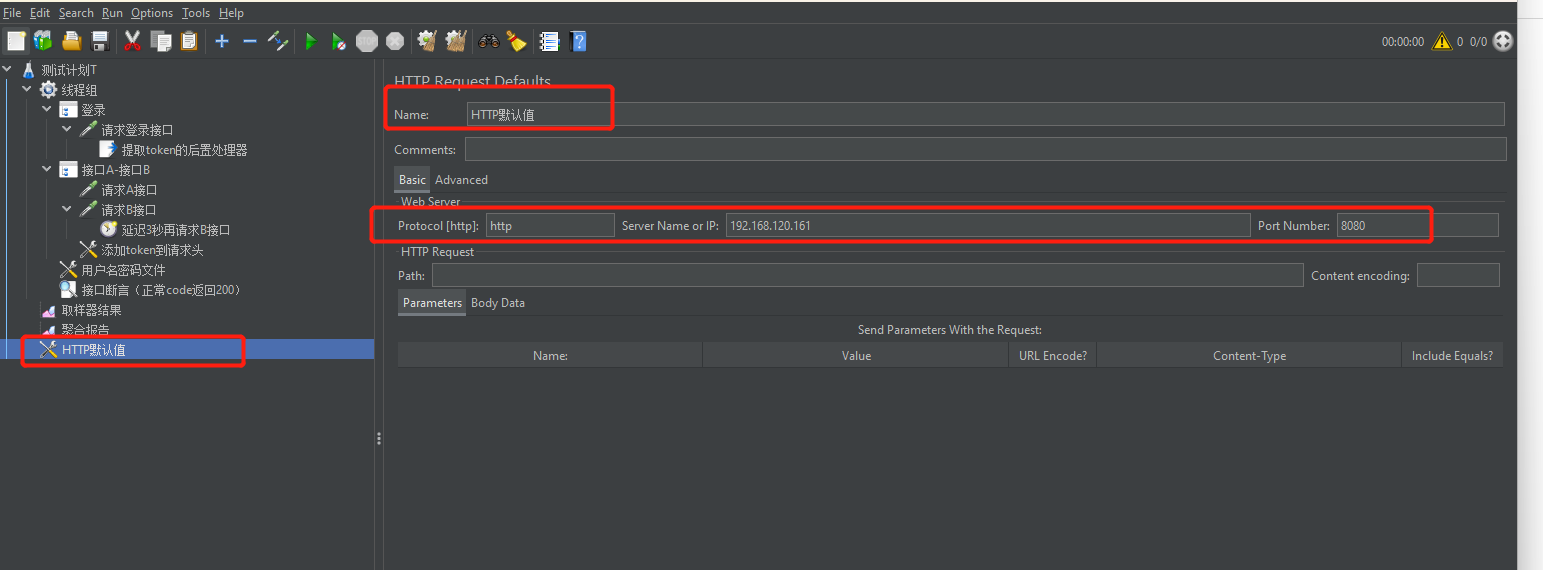 File Edit Search Run Options Tools Help
00:00:00 0 0/0
测试计划T
线程组
登录
请求登录接口
提取token的后置处理器
接口A-接口B
请求A接口
请求B接口
延迟3秒再请求B接口
添加token到请求头
用户名密码文件
接口断言（正常code返回200）
取样器结果
聚合报告
HTTP默认值
HTTP Request Defaults
Name: HTTP默认值
Comments:
Basic Advanced
Web Server
Protocol [http]: http Server Name or IP: 192.168.120.161 Port Number: 8080
HTTP Request
Path: Content encoding:
Parameters Body Data
Send Parameters With the Request:
Name: Value URL Encode? Content-Type Include Equals?